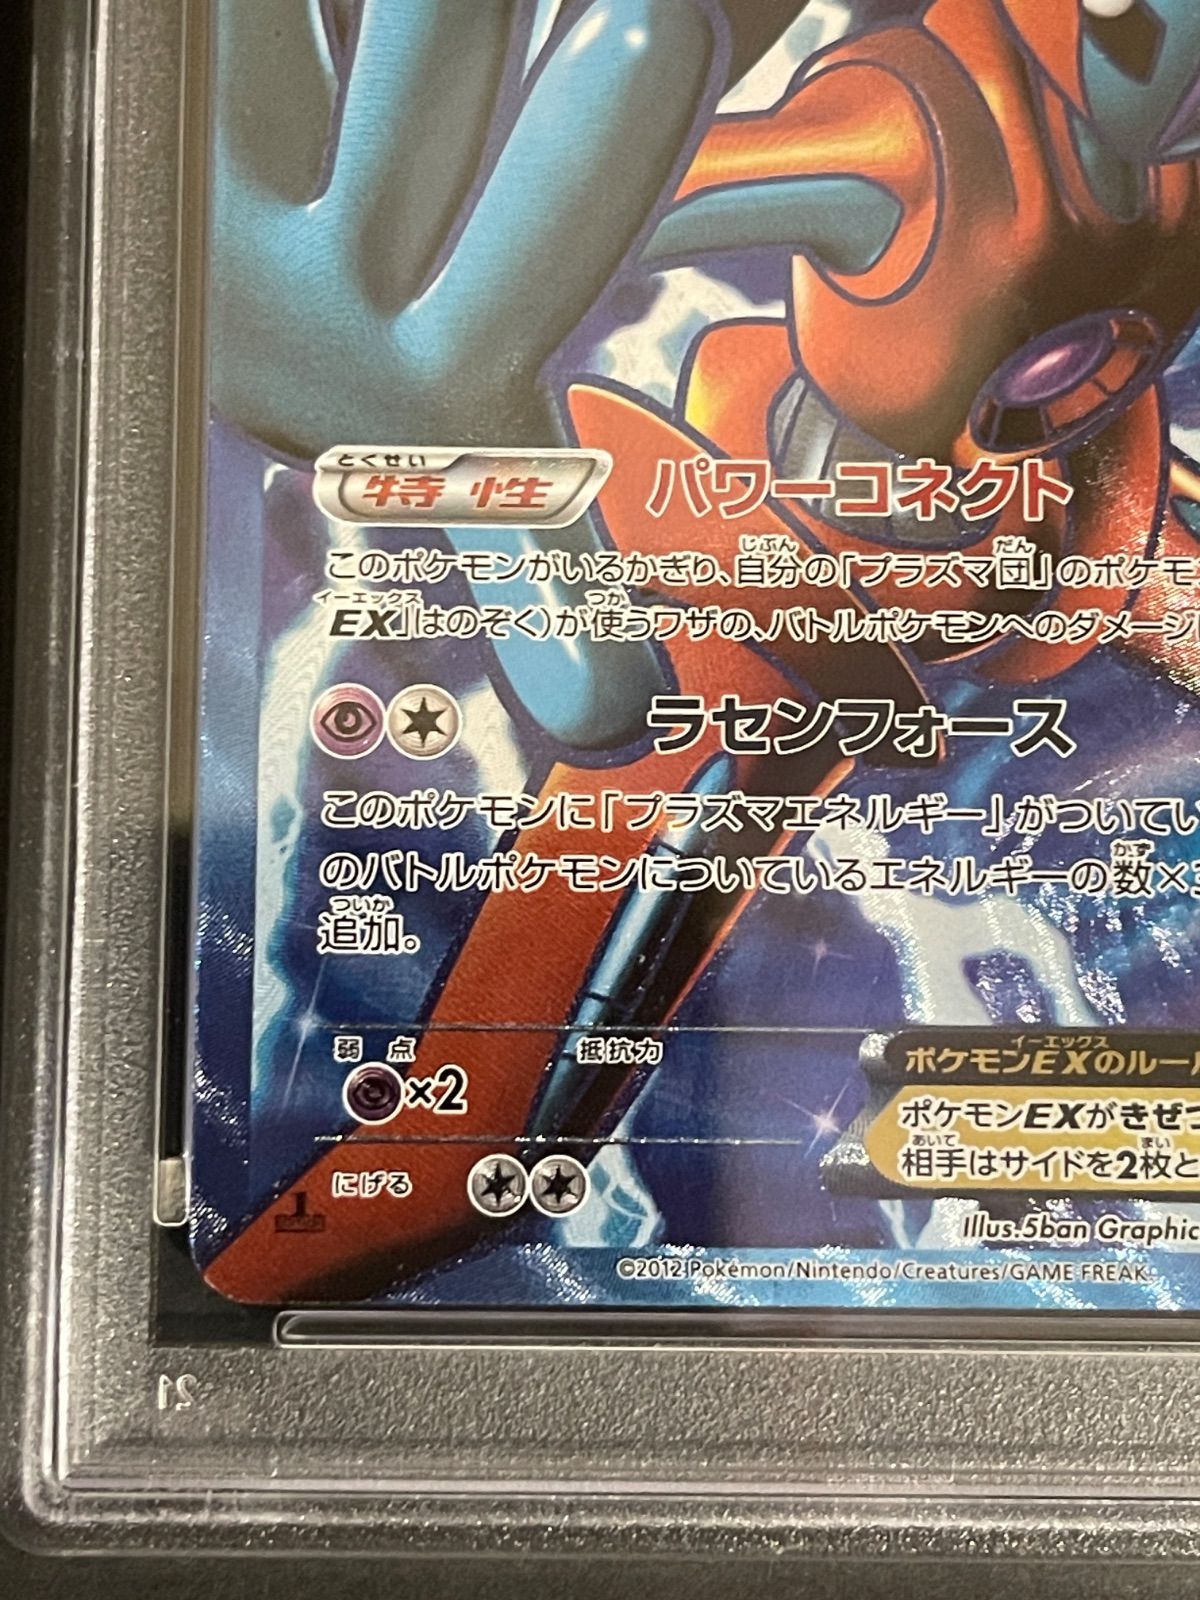 とくせい
特性 パワーコネクト
このポケモンがいるかぎり、自分の「プラズマ団」のポケモ
じぶん だん
EX」はのぞく)が使うワザの、バトルポケモンへのダメージ
イーエックス つか
ラセンフォース
このポケモンに「プラズマエネルギー」がついてい
のバトルポケモンについているエネルギーの数×3
かず
追加。
ついか
弱点 抵抗力
×2
にげる
1
ポケモンEXのルール
イーエックス
ポケモンEXがきぜつ
相手はサイドを2枚と
あいて まい
Illus.5ban Graphic
©2012 Pokémon/Nintendo/Creatures/GAME FREAK.
21